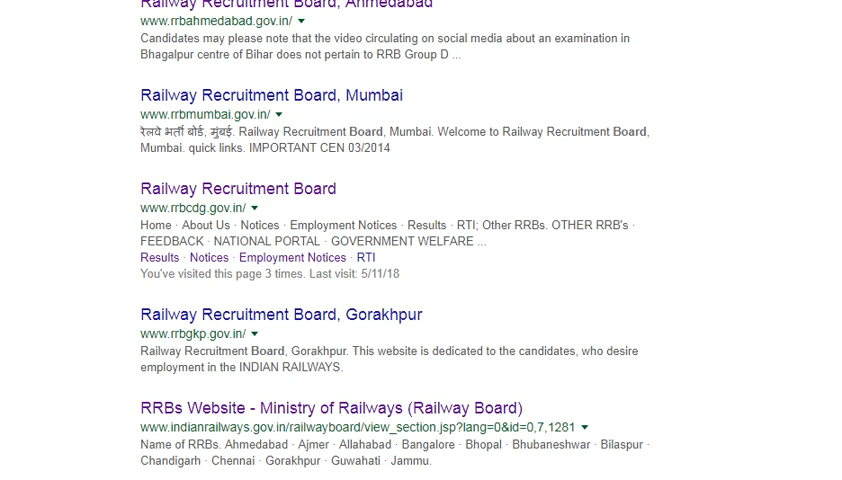 Railway Recruitment Board, Ahmedabad
www.rrbahmedabad.gov.in/
Candidates may please note that the video circulating on social media about an examination in
Bhagalpur centre of Bihar does not pertain to RRB Group D ...
Railway Recruitment Board, Mumbai
www.rrbmumbai.gov.in/
रेलवे भर्ती बोर्ड, मुंबई. Railway Recruitment Board, Mumbai. Welcome to Railway Recruitment Board,
Mumbai. quick links. IMPORTANT CEN 03/2014
Railway Recruitment Board
www.rrbcdg.gov.in/
Home · About Us · Notices · Employment Notices · Results · RTI; Other RRBs. OTHER RRB's ·
FEEDBACK · NATIONAL PORTAL · GOVERNMENT WELFARE ...
Results · Notices · Employment Notices · RTI
You've visited this page 3 times. Last visit: 5/11/18
Railway Recruitment Board, Gorakhpur
www.rrbgkp.gov.in/
Railway Recruitment Board, Gorakhpur. This website is dedicated to the candidates, who desire
employment in the INDIAN RAILWAYS.
RRBs Website - Ministry of Railways (Railway Board)
www.indianrailways.gov.in/railwayboard/view_section.jsp?lang=0&id=0,7,1281
Name of RRBs. Ahmedabad · Ajmer · Allahabad · Bangalore · Bhopal · Bhubaneshwar · Bilaspur ·
Chandigarh · Chennai · Gorakhpur · Guwahati · Jammu.